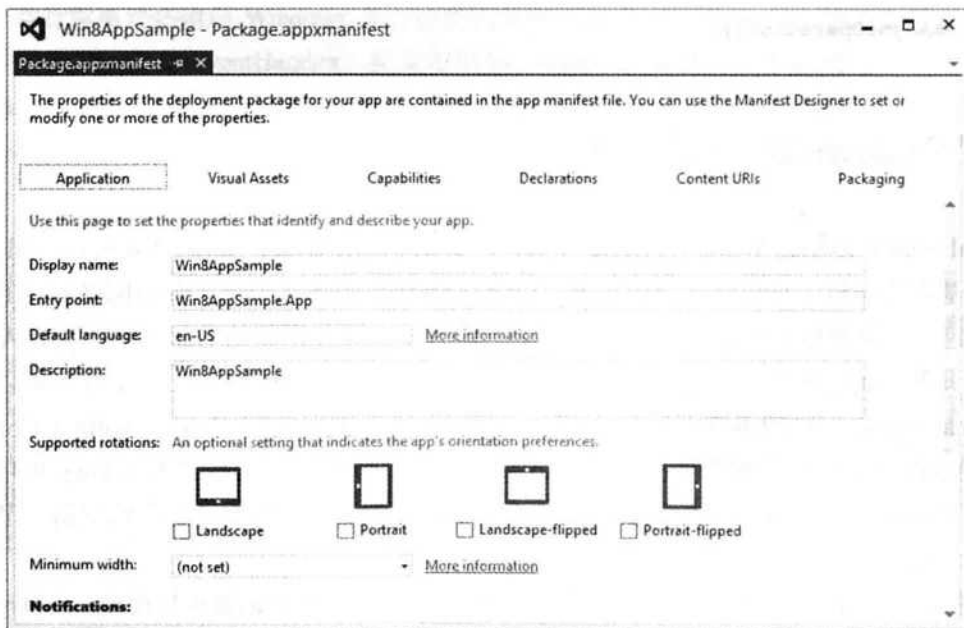 Win8AppSample - Package.appxmanifest
Package.appxmanifest
The properties of the deployment package for your app are contained in the app manifest file. You can use the Manifest Designer to set or
modify one or more of the properties.
Application Visual Assets Capabilities Declarations Content URIs Packaging
Use this page to set the properties that identify and describe your app.
Display name: Win8AppSample
Entry point: Win8AppSample.App
Default language: en-US More information
Description: Win8AppSample
Supported rotations: An optional setting that indicates the app's orientation preferences.
Landscape Portrait Landscape-flipped Portrait-flipped
Minimum width: (not set) More information
Notifications: